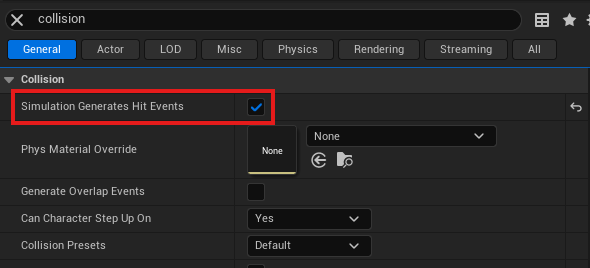 collision
General Actor LOD Misc Physics Rendering Streaming All
Collision
Simulation Generates Hit Events
Phys Material Override None None
Generate Overlap Events
Can Character Step Up On Yes
Collision Presets Default